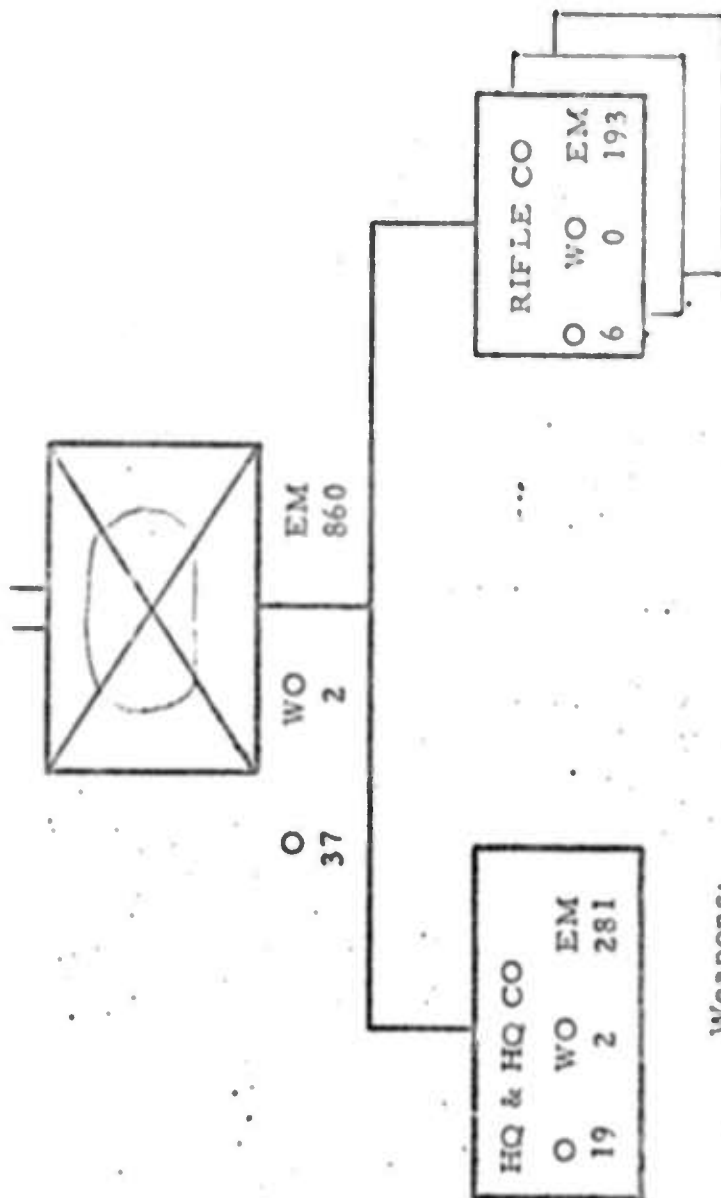 O WO EM
37 2 860
HQ & HQ CO
O WO EM
19 2 281
RIFLE CO
O WO EM
6 0 193
Weapons: